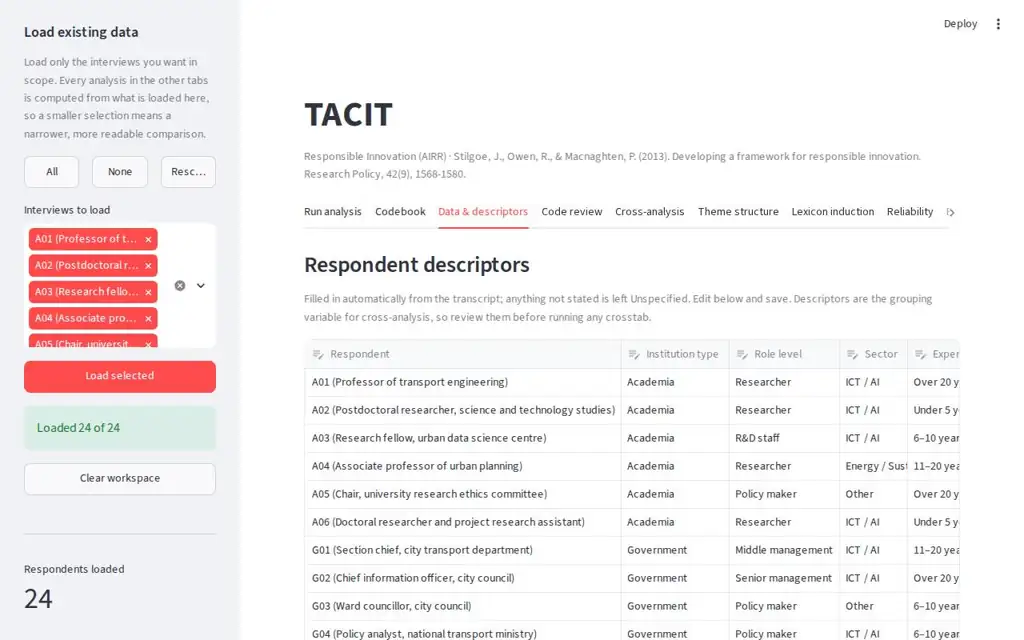 Load existing data
Load only the interviews you want in
scope. Every analysis in the other tabs
is computed from what is loaded here,
so a smaller selection means a
narrower, more readable comparison.
All
None
Resc…
Interviews to load
A01 (Professor of t…
A02 (Postdoctoral r…
A03 (Research fello…
A04 (Associate pro…
A05 (Chair, universit…
Load selected
Loaded 24 of 24
Clear workspace
Respondents loaded
24
Deploy
TACIT
Responsible Innovation (AIRR) · Stilgoe, J., Owen, R., & Macnaghten, P. (2013). Developing a framework for responsible innovation.
Research Policy, 42(9), 1568-1580.
Run analysis Codebook Data & descriptors Code review Cross-analysis Theme structure Lexicon induction Reliability
Respondent descriptors
Filled in automatically from the transcript; anything not stated is left Unspecified. Edit below and save. Descriptors are the grouping
variable for cross-analysis, so review them before running any crosstab.
Respondent Institution type Role level Sector Exper
A01 (Professor of transport engineering) Academia Researcher ICT / AI Over 20 y
A02 (Postdoctoral researcher, science and technology studies) Academia Researcher ICT / AI Under 5 y
A03 (Research fellow, urban data science centre) Academia R&D staff ICT / AI 6–10 year
A04 (Associate professor of urban planning) Academia Researcher Energy / Sust 11–20 yea
A05 (Chair, university research ethics committee) Academia Policy maker Other Over 20 y
A06 (Doctoral researcher and project research assistant) Academia Researcher ICT / AI Under 5 y
G01 (Section chief, city transport department) Government Middle management ICT / AI 11–20 yea
G02 (Chief information officer, city council) Government Senior management ICT / AI Over 20 y
G03 (Ward councillor, city council) Government Policy maker Other 6–10 year
G04 (Policy analyst, national transport ministry) Government Policy maker ICT / AI 6–10 year